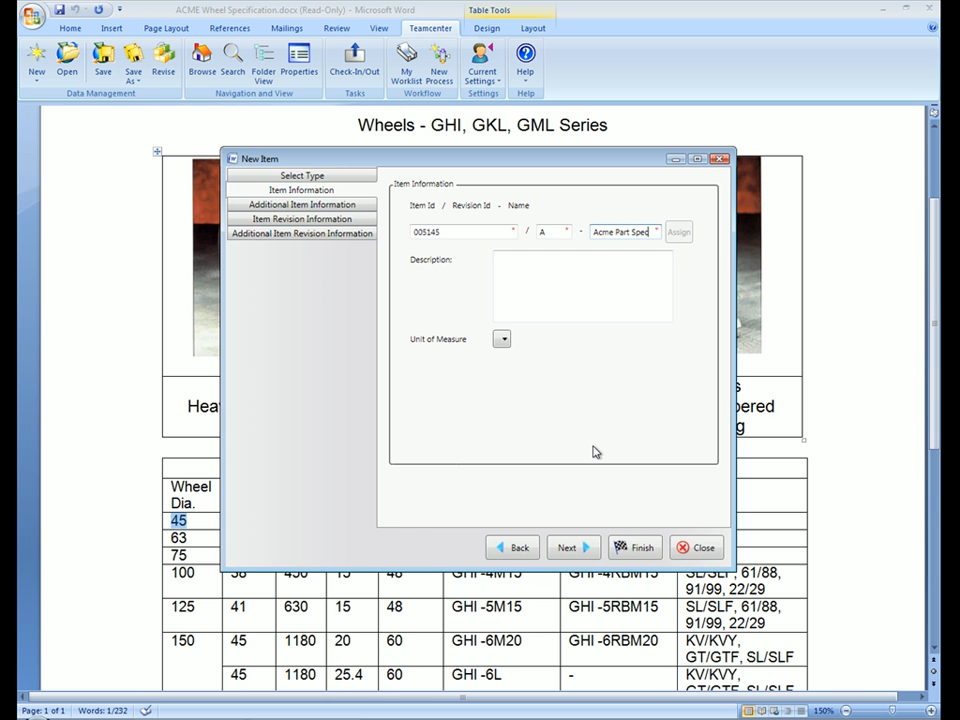 ACME Wheel Specification.docx (Read-Only) - Microsoft Word
Table Tools
Home Insert Page Layout References Mailings Review View Teamcenter Design Layout
New Open Save Save As Revise Browse Search Folder View Properties Check-In/Out My Worklist New Process Current Settings Help
Data Management Navigation and View Tasks Workflow Settings Help
Wheels - GHI, GKL, GML Series
New Item
Select Type
Item Information
Additional Item Information
Item Revision Information
Additional Item Revision Information
Item Information
Item Id / Revision Id - Name
005145 * / A * - Acme Part Spec * Assign
Description:
Unit of Measure
Back Next Finish Close
Wheel
Dia.
45
63
75
100 38 450 15 48 GHI -4M15 GHI -4RBM15 SL/SLF, 61/88,
91/99, 22/29
125 41 630 15 48 GHI -5M15 GHI -5RBM15 SL/SLF, 61/88,
91/99, 22/29
150 45 1180 20 60 GHI -6M20 GHI -6RBM20 KV/KVY,
GT/GTF, SL/SLF
45 1180 25.4 60 GHI -6L - KV/KVY,
GT/GTF, SL/SLF
Page: 1 of 1 Words: 1/232 150%